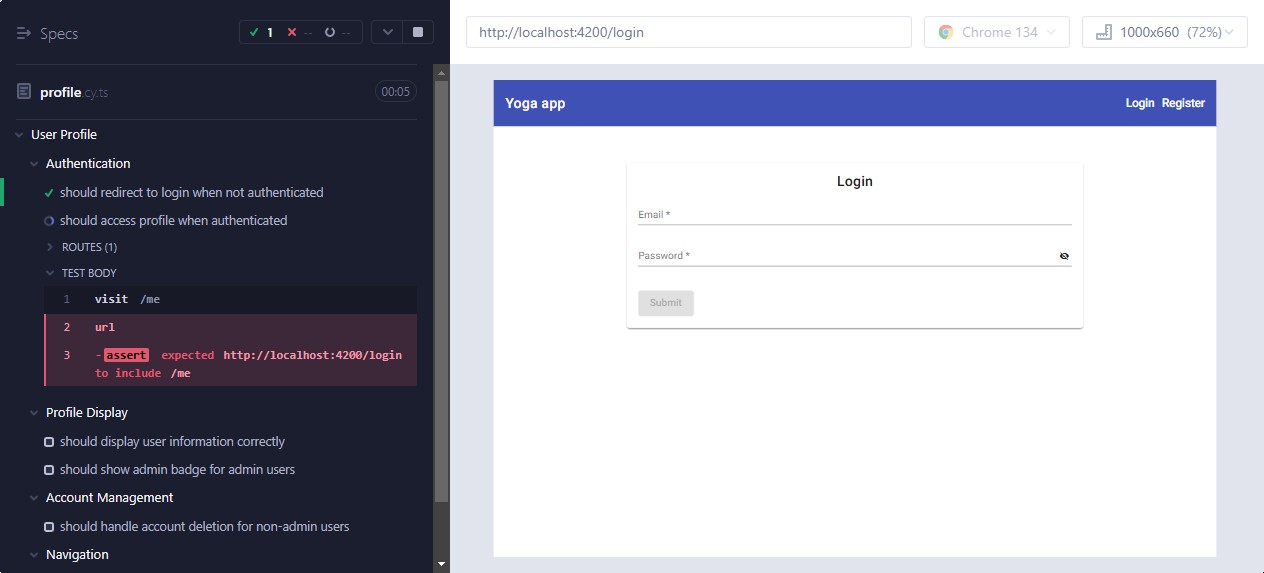 Specs
1 -- --
profile.cy.ts 00:05
User Profile
Authentication
should redirect to login when not authenticated
should access profile when authenticated
ROUTES (1)
TEST BODY
1 visit /me
2 url
3 -assert expected http://localhost:4200/login
to include /me
Profile Display
should display user information correctly
should show admin badge for admin users
Account Management
should handle account deletion for non-admin users
Navigation
http://localhost:4200/login
Chrome 134
1000x660 (72%)
Yoga app
Login Register
Login
Email *
Password *
Submit